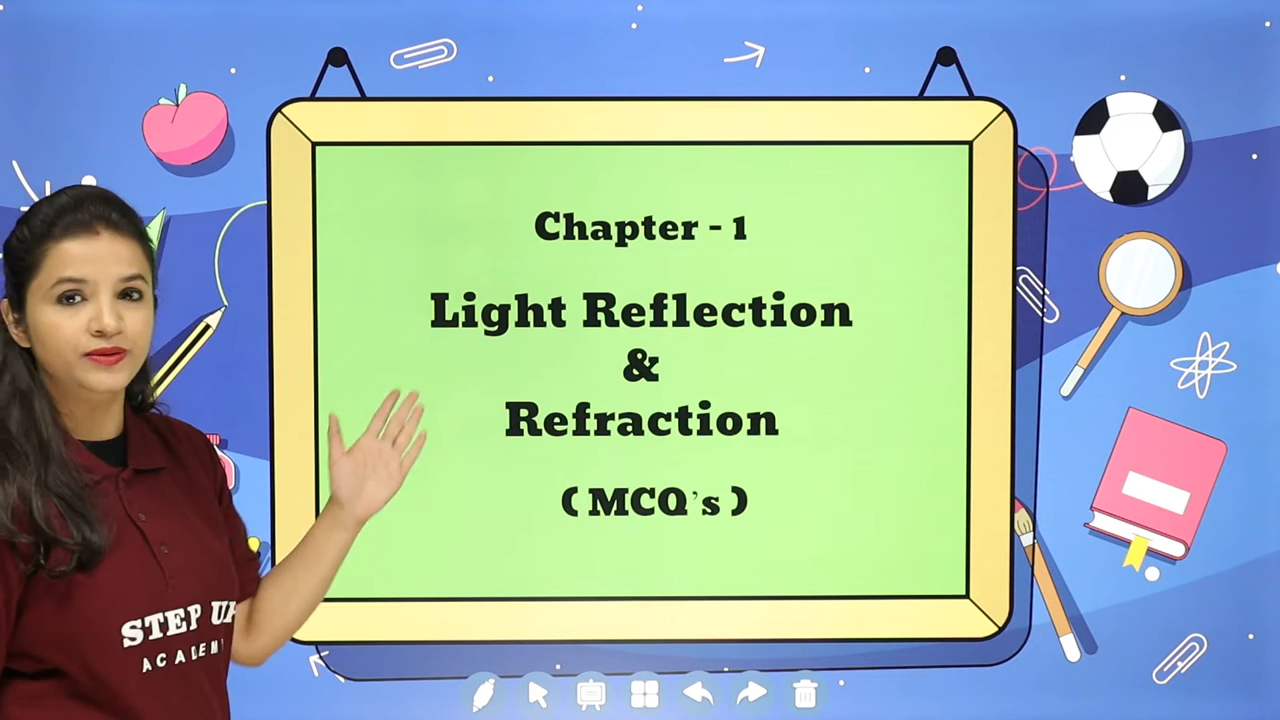 Chapter - 1
Light Reflection
&
Refraction
( MCQ's )
STEP UP
ACADEMY